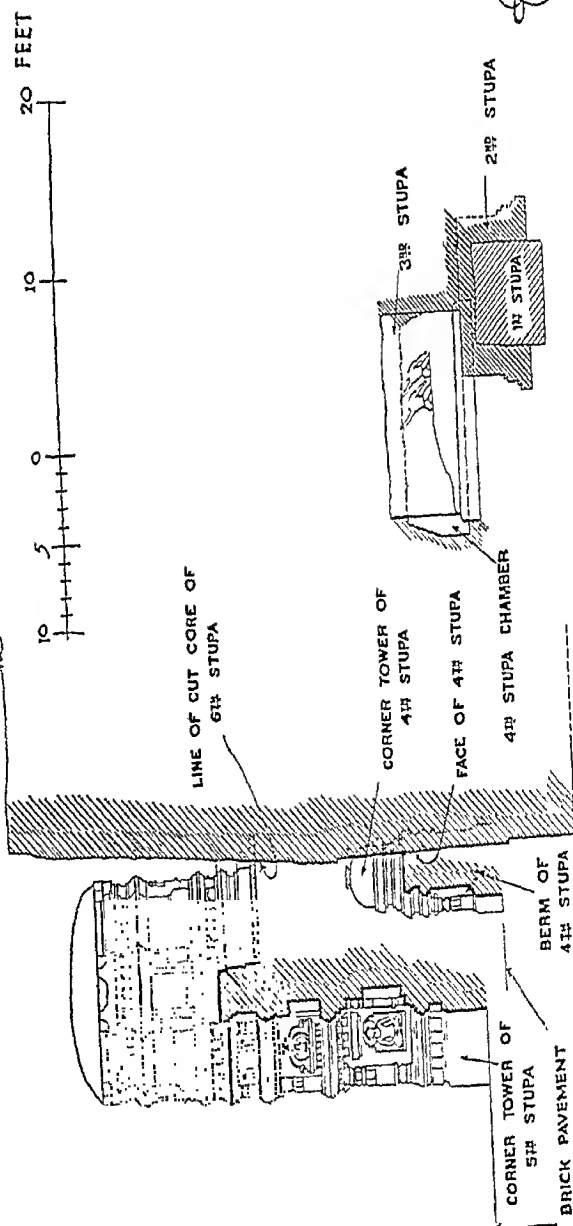 10 5 0 10 20 FEET
LINE OF CUT CORE OF
6TH STUPA
CORNER TOWER OF
4TH STUPA
FACE OF 4TH STUPA
4TH STUPA CHAMBER
3RD STUPA
2ND STUPA
1ST STUPA
BERM OF
4TH STUPA
CORNER TOWER OF
5TH STUPA
BRICK PAVEMENT